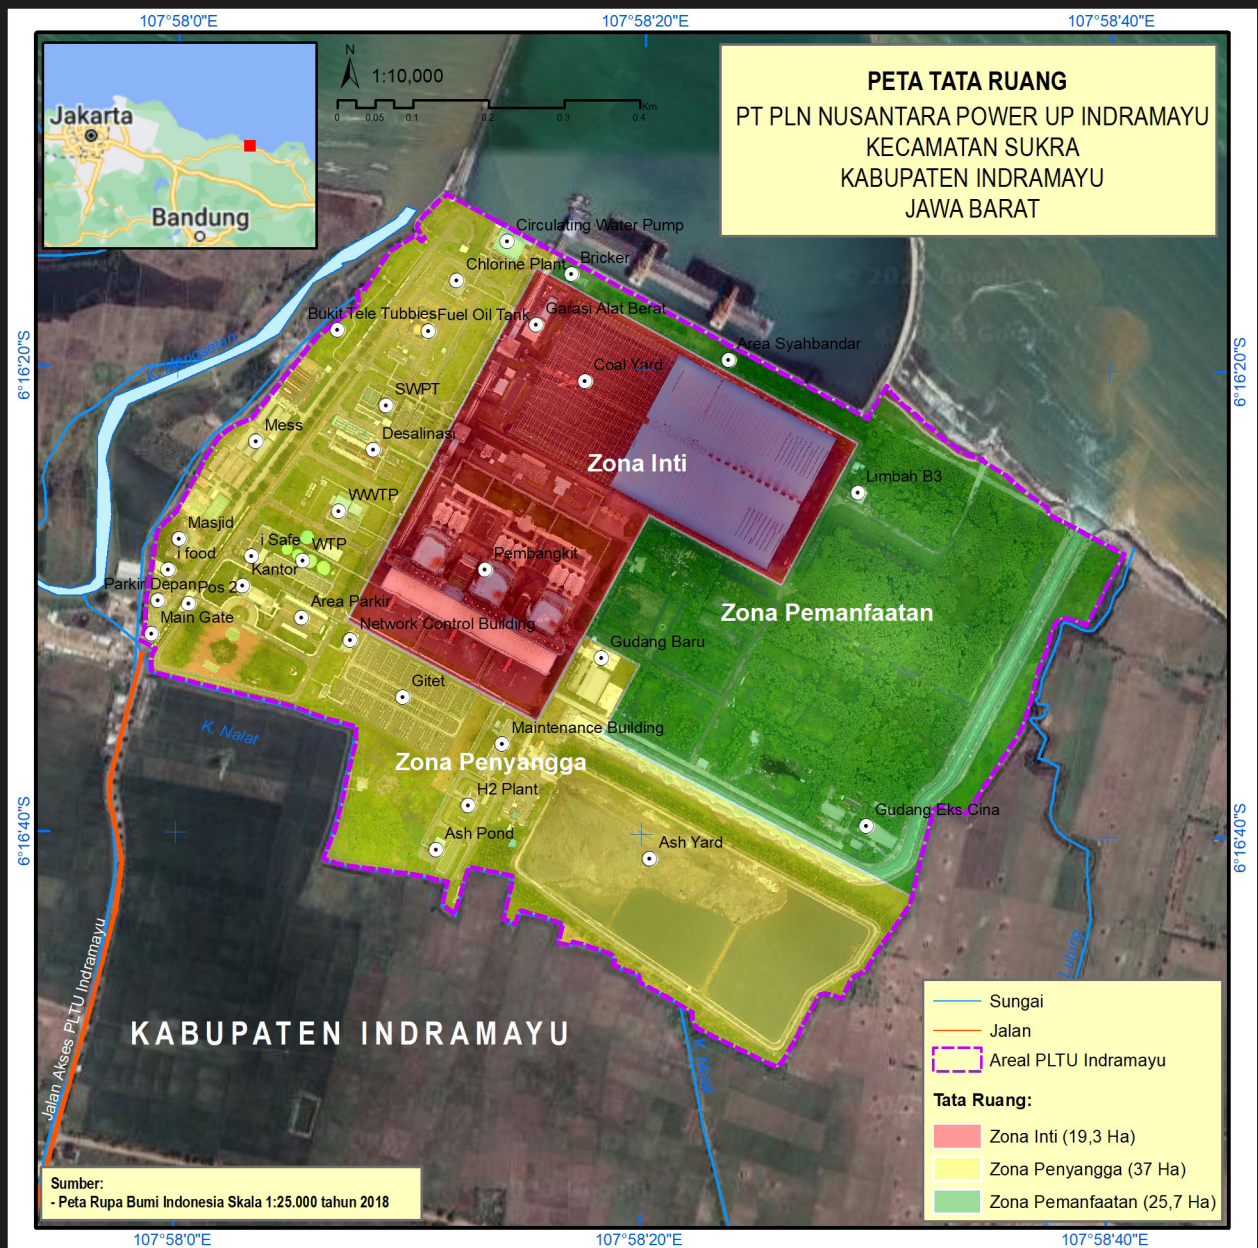 107°58'0"E
107°58'20"E
107°58'40"E
Jakarta
Bandung
N
1:10,000
Km
0 0.05 0.1 0.2 0.3 0.4
PETA TATA RUANG
PT PLN NUSANTARA POWER UP INDRAMAYU
KECAMATAN SUKRA
KABUPATEN INDRAMAYU
JAWA BARAT
Circulating Water Pump
Chlorine Plant
Bricker
Bukit Tele Tubbies
Fuel Oil Tank
Garasi Alat Berat
Area Syahbandar
6°16'20"S
6°16'20"S
Coal Yard
SWPT
Mess
Desalinasi
Zona Inti
Limbah B3
WWTP
Masjid
i Safe
WTP
i food
Pembangkit
Kantor
Parkir Depan
Pos 2
Area Parkir
Main Gate
Network Control Building
Zona Pemanfaatan
Gudang Baru
Gitet
K. Nalat
Maintenance Building
Zona Penyangga
H2 Plant
Gudang Eks Cina
Ash Pond
Ash Yard
6°16'40"S
6°16'40"S
Lutung
Jalan Akses PLTU Indramayu
KABUPATEN INDRAMAYU
K. Nalat
Sungai
Jalan
Areal PLTU Indramayu
Tata Ruang:
Zona Inti (19,3 Ha)
Zona Penyangga (37 Ha)
Zona Pemanfaatan (25,7 Ha)
Sumber:
- Peta Rupa Bumi Indonesia Skala 1:25.000 tahun 2018
107°58'0"E
107°58'20"E
107°58'40"E